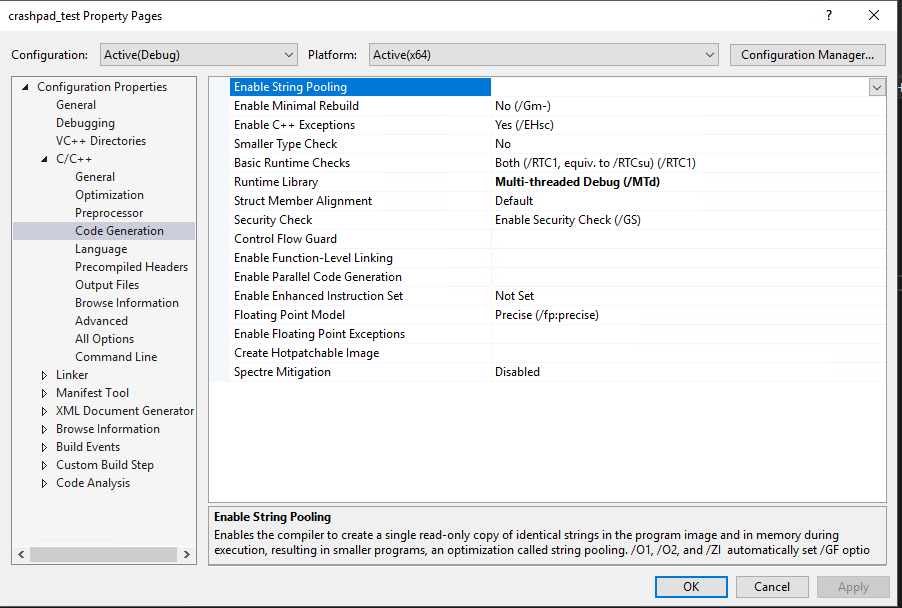 crashpad_test Property Pages
? 
Configuration: Active(Debug) Platform: Active(x64) Configuration Manager...
Configuration Properties
General
Debugging
VC++ Directories
C/C++
General
Optimization
Preprocessor
Code Generation
Language
Precompiled Headers
Output Files
Browse Information
Advanced
All Options
Command Line
Linker
Manifest Tool
XML Document Generator
Browse Information
Build Events
Custom Build Step
Code Analysis
Enable String Pooling
Enable Minimal Rebuild No (/Gm-)
Enable C++ Exceptions Yes (/EHsc)
Smaller Type Check No
Basic Runtime Checks Both (/RTC1, equiv. to /RTCsu) (/RTC1)
Runtime Library Multi-threaded Debug (/MTd)
Struct Member Alignment Default
Security Check Enable Security Check (/GS)
Control Flow Guard
Enable Function-Level Linking
Enable Parallel Code Generation
Enable Enhanced Instruction Set Not Set
Floating Point Model Precise (/fp:precise)
Enable Floating Point Exceptions
Create Hotpatchable Image
Spectre Mitigation Disabled
Enable String Pooling
Enables the compiler to create a single read-only copy of identical strings in the program image and in memory during
execution, resulting in smaller programs, an optimization called string pooling. /O1, /O2, and /ZI automatically set /GF optio
OK Cancel Apply